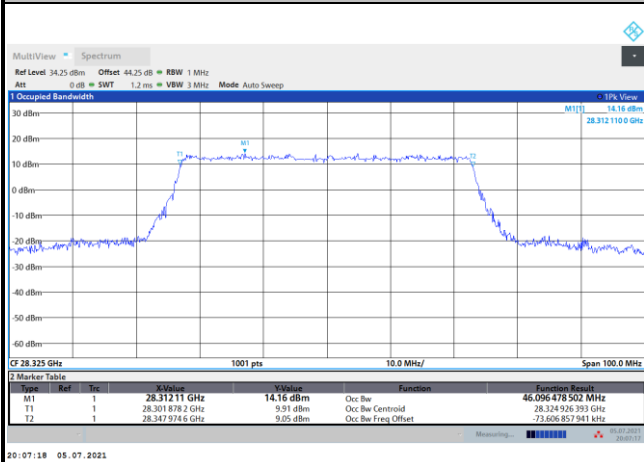 MultiView Spectrum
Ref Level 34.25 dBm Offset 44.25 dB RBW 1 MHz
Att 0 dB SWT 1.2 ms VBW 3 MHz Mode Auto Sweep
1 Occupied Bandwidth 1Pk View
M1[1] 14.16 dBm
28.312 110 0 GHz
30 dBm
20 dBm
M1
T1 T2
10 dBm
0 dBm
-10 dBm
-20 dBm
-30 dBm
-40 dBm
-50 dBm
-60 dBm
CF 28.325 GHz 1001 pts 10.0 MHz/ Span 100.0 MHz
2 Marker Table
Type Ref Trc X-Value Y-Value Function Function Result
M1 1 28.312 11 GHz 14.16 dBm Occ Bw 46.096 478 502 MHz
T1 1 28.301 878 2 GHz 9.91 dBm Occ Bw Centroid 28.324 926 393 GHz
T2 1 28.347 974 6 GHz 9.05 dBm Occ Bw Freq Offset -73.606 857 941 kHz
Measuring... 05.07.2021
20:07:17
20:07:18 05.07.2021